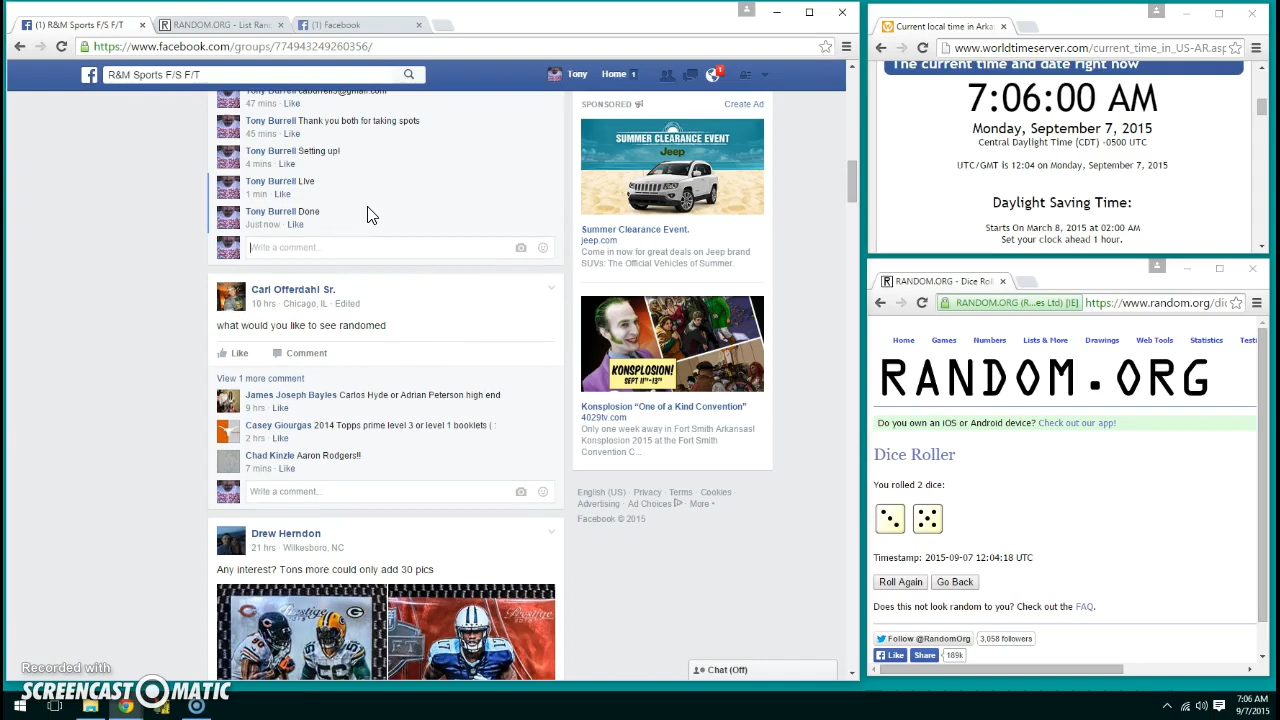 (1) R&M Sports F/S F/T
RANDOM.ORG - List Ran
(1) Facebook
https://www.facebook.com/groups/774943249260356/
R&M Sports F/S F/T
Tony
Home 1
1
Tony Burrell caburrell5@gmail.com
47 mins · Like
Tony Burrell Thank you both for taking spots
45 mins · Like
Tony Burrell Setting up!
4 mins · Like
Tony Burrell Live
1 min · Like
Tony Burrell Done
Just now · Like
Write a comment...
Carl Offerdahl Sr.
10 hrs · Chicago, IL · Edited
what would you like to see randomed
Like
Comment
View 1 more comment
James Joseph Bayles Carlos Hyde or Adrian Peterson high end
9 hrs · Like
Casey Giourgas 2014 Topps prime level 3 or level 1 booklets ( :
2 hrs · Like
Chad Kinzle Aaron Rodgers!!
7 mins · Like
Write a comment...
Drew Herndon
21 hrs · Wilkesboro, NC
Any interest? Tons more could only add 30 pics
Prestige
Prestige
SPONSORED
Create Ad
SUMMER CLEARANCE EVENT
Jeep
Summer Clearance Event.
jeep.com
Come in now for great deals on Jeep brand
SUVs: The Official Vehicles of Summer.
KONSPLOSION!
SEPT 11TH-13TH
Konsplosion "One of a Kind Convention"
4029tv.com
Only one week away in Fort Smith Arkansas!
Konsplosion 2015 at the Fort Smith
Convention C...
English (US) · Privacy · Terms · Cookies
Advertising · Ad Choices · More
Facebook © 2015
Chat (Off)
Current local time in Arka
www.worldtimeserver.com/current_time_in_US-AR.asp
The current time and date right now
7:06:00 AM
Monday, September 7, 2015
Central Daylight Time (CDT) -0500 UTC
UTC/GMT is 12:04 on Monday, September 7, 2015
Daylight Saving Time:
Starts On March 8, 2015 at 02:00 AM
Set your clock ahead 1 hour.
RANDOM.ORG - Dice Roll
RANDOM.ORG (R...es Ltd) [IE]
https://www.random.org/dic
Home
Games
Numbers
Lists & More
Drawings
Web Tools
Statistics
Testi
RANDOM.ORG
Do you own an iOS or Android device? Check out our app!
Dice Roller
You rolled 2 dice:
Timestamp: 2015-09-07 12:04:18 UTC
Roll Again
Go Back
Does this not look random to you? Check out the FAQ.
Follow @RandomOrg
3,058 followers
Like
Share
189k
Recorded with
SCREENCAST-O-MATIC
7:06 AM
9/7/2015